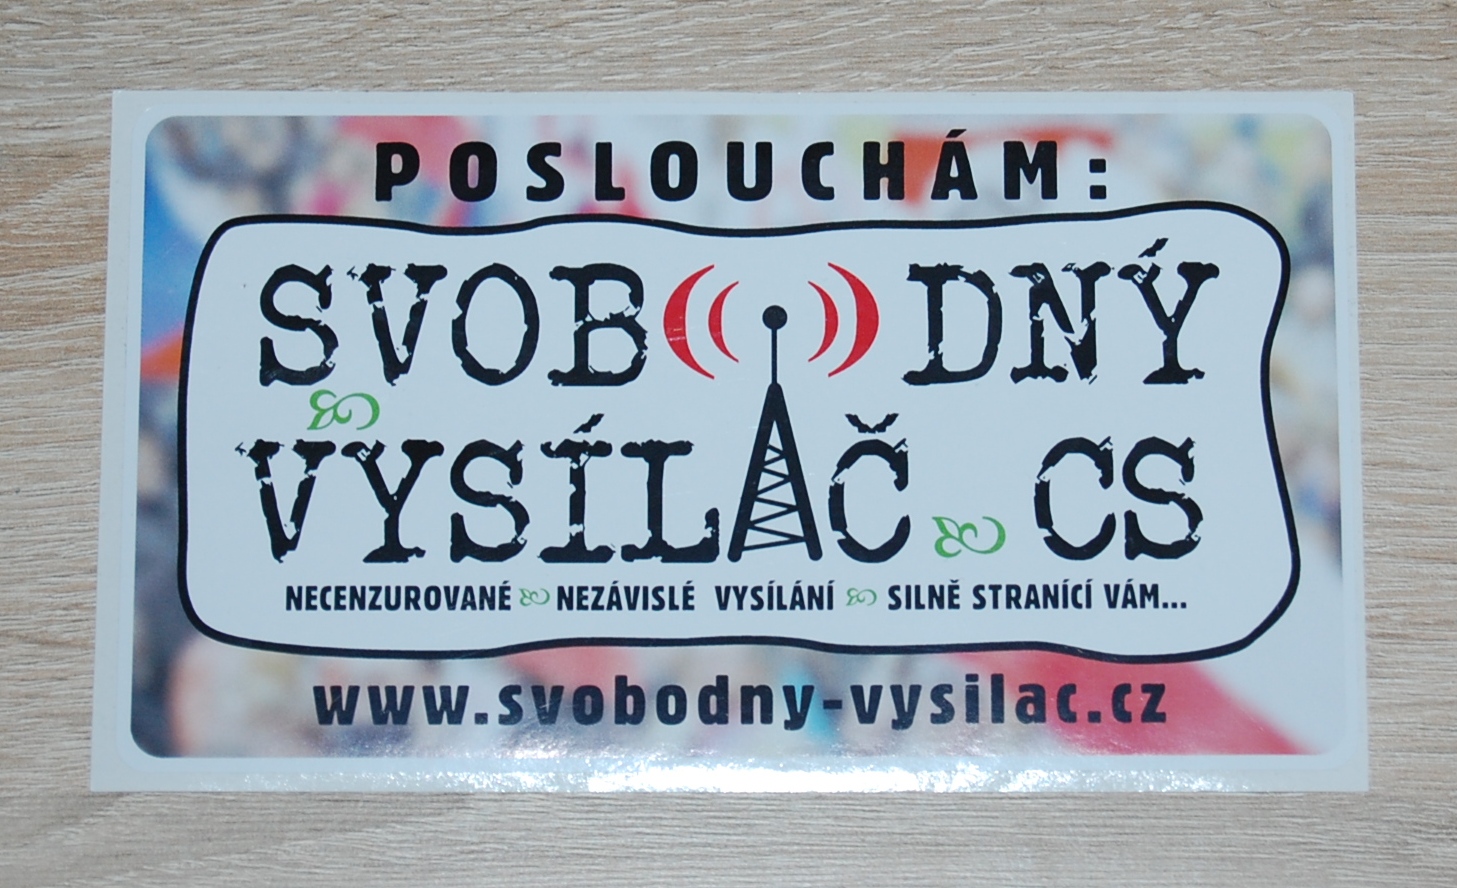 POSLOUCHÁM:
SVOBODNÝ
VYSÍLAČ CS
NECENZUROVANÉ NEZÁVISLÉ VYSÍLÁNÍ SILNĚ STRANÍCÍ VÁM...
www.svobodny-vysilac.cz